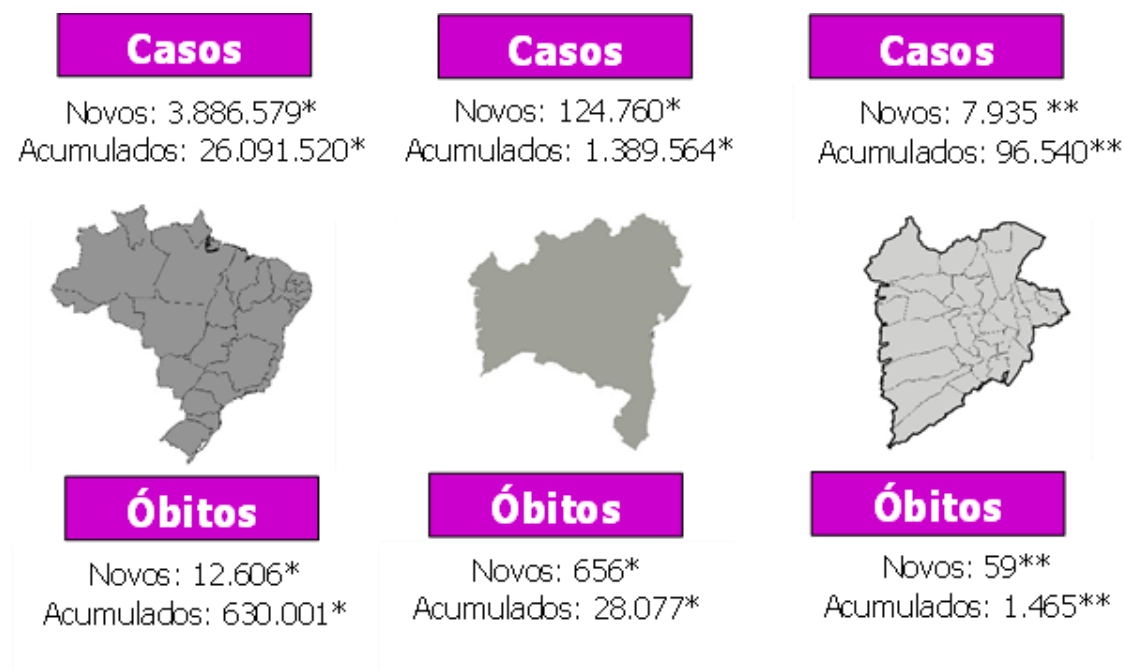 Casos
Novos: 3.886.579*
Acumulados: 26.091.520*
Óbitos
Novos: 12.606*
Acumulados: 630.001*
Casos
Novos: 124.760*
Acumulados: 1.389.564*
Óbitos
Novos: 656*
Acumulados: 28.077*
Casos
Novos: 7.935 **
Acumulados: 96.540**
Óbitos
Novos: 59**
Acumulados: 1.465**